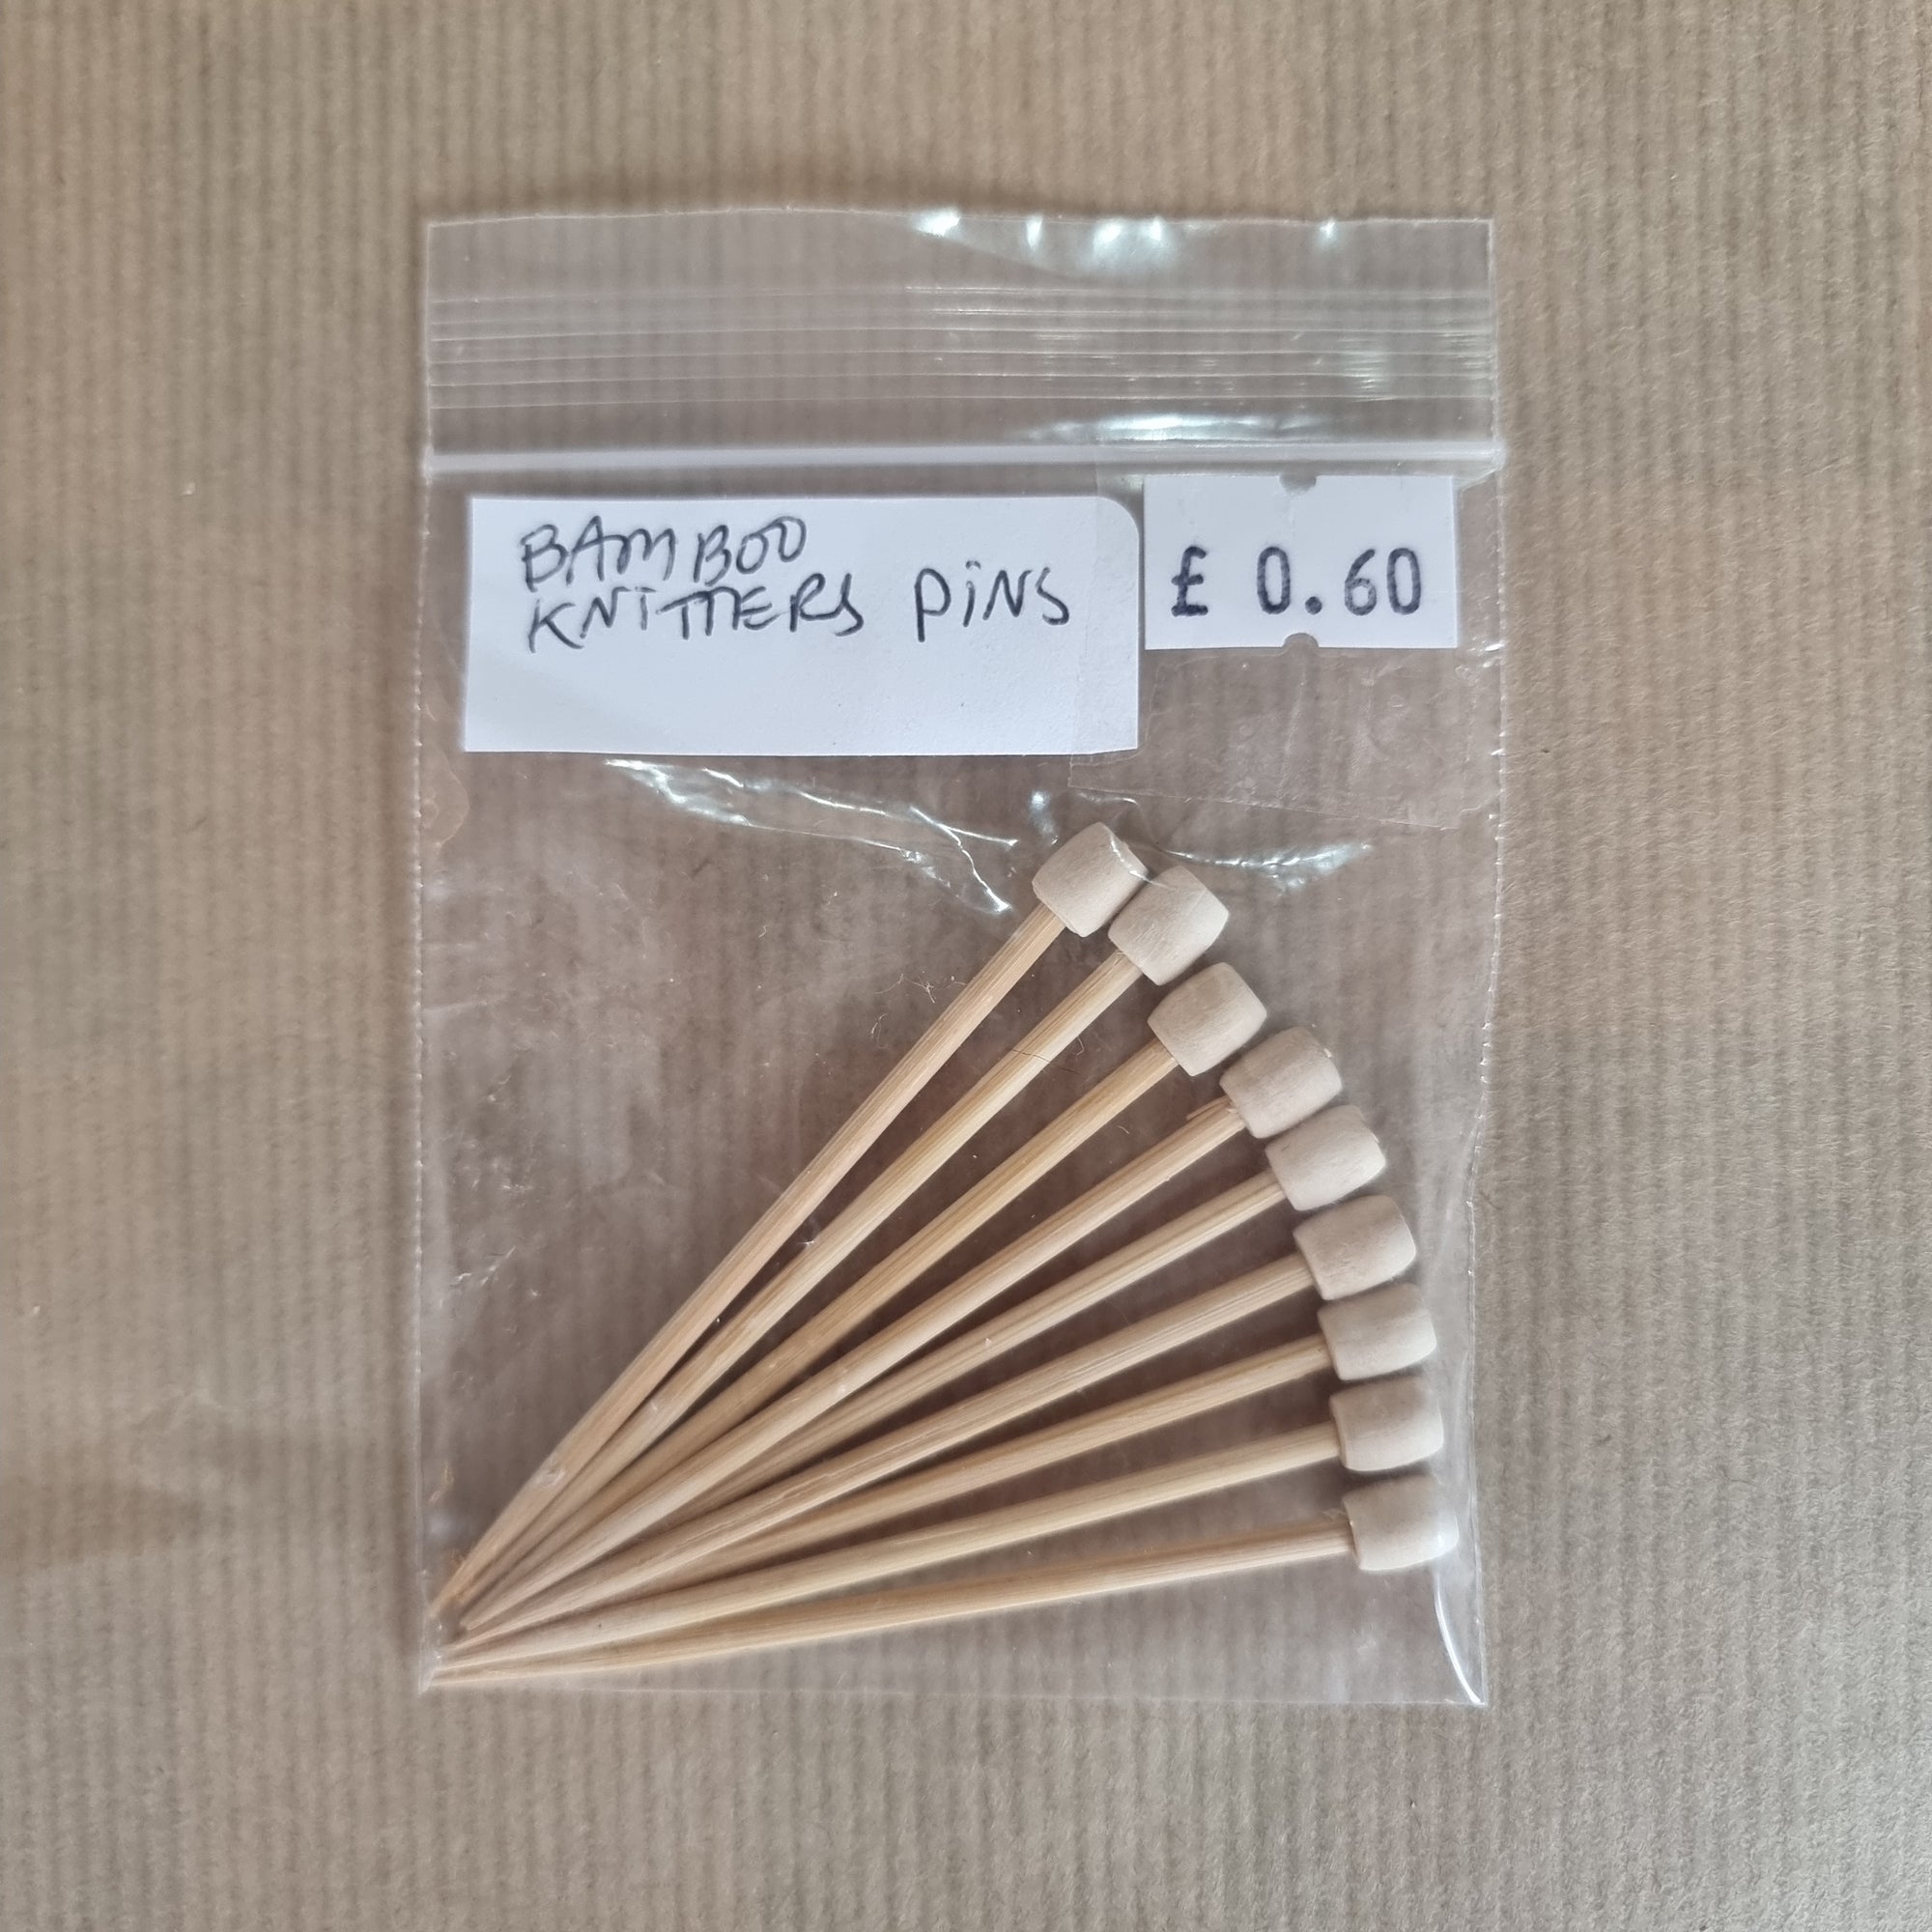 BAMBOO
KNITTERS PiNS
£ 0.60